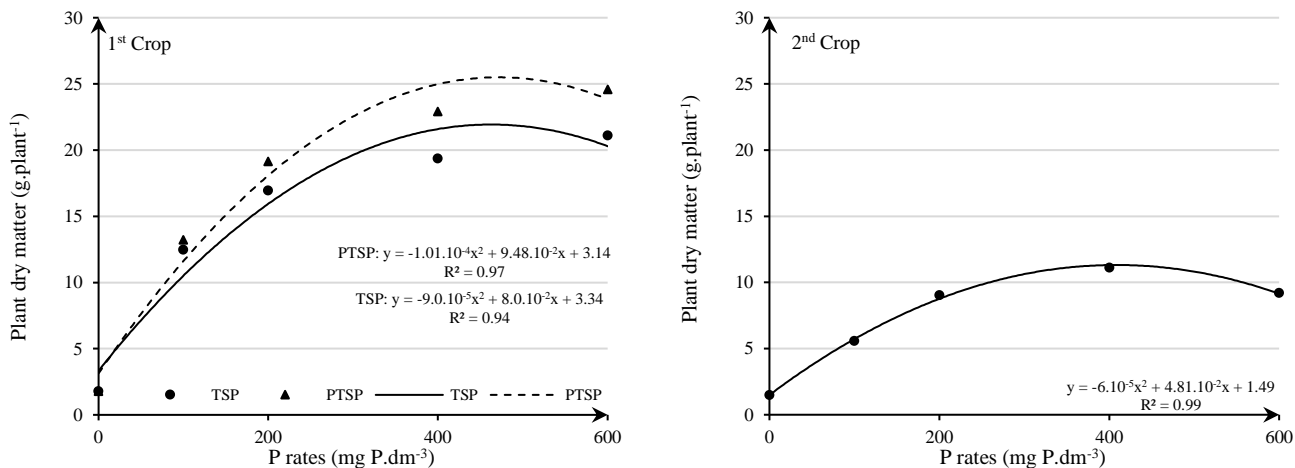 1ˢᵗ Crop
Plant dry matter (g.plant⁻¹)
30
25
20
15
10
5
0
PTSP: y = -1.01.10⁻⁴x² + 9.48.10⁻²x + 3.14
R² = 0.97
TSP: y = -9.0.10⁻⁵x² + 8.0.10⁻²x + 3.34
R² = 0.94
TSP PTSP TSP PTSP
0 200 400 600
P rates (mg P.dm⁻³)
2ⁿᵈ Crop
Plant dry matter (g.plant⁻¹)
30
25
20
15
10
5
0
y = -6.10⁻⁵x² + 4.81.10⁻²x + 1.49
R² = 0.99
0 200 400 600
P rates (mg P.dm⁻³)